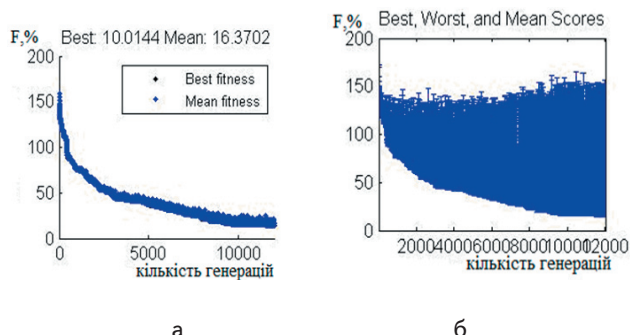 F,%
Best: 10.0144 Mean: 16.3702
200
150
100
50
0
Best fitness
Mean fitness
0
5000
10000
кількість генерацій
а
F,%
Best, Worst, and Mean Scores
200
150
100
50
0
2000 4000 6000 8000 10000 12000
кількість генерацій
б